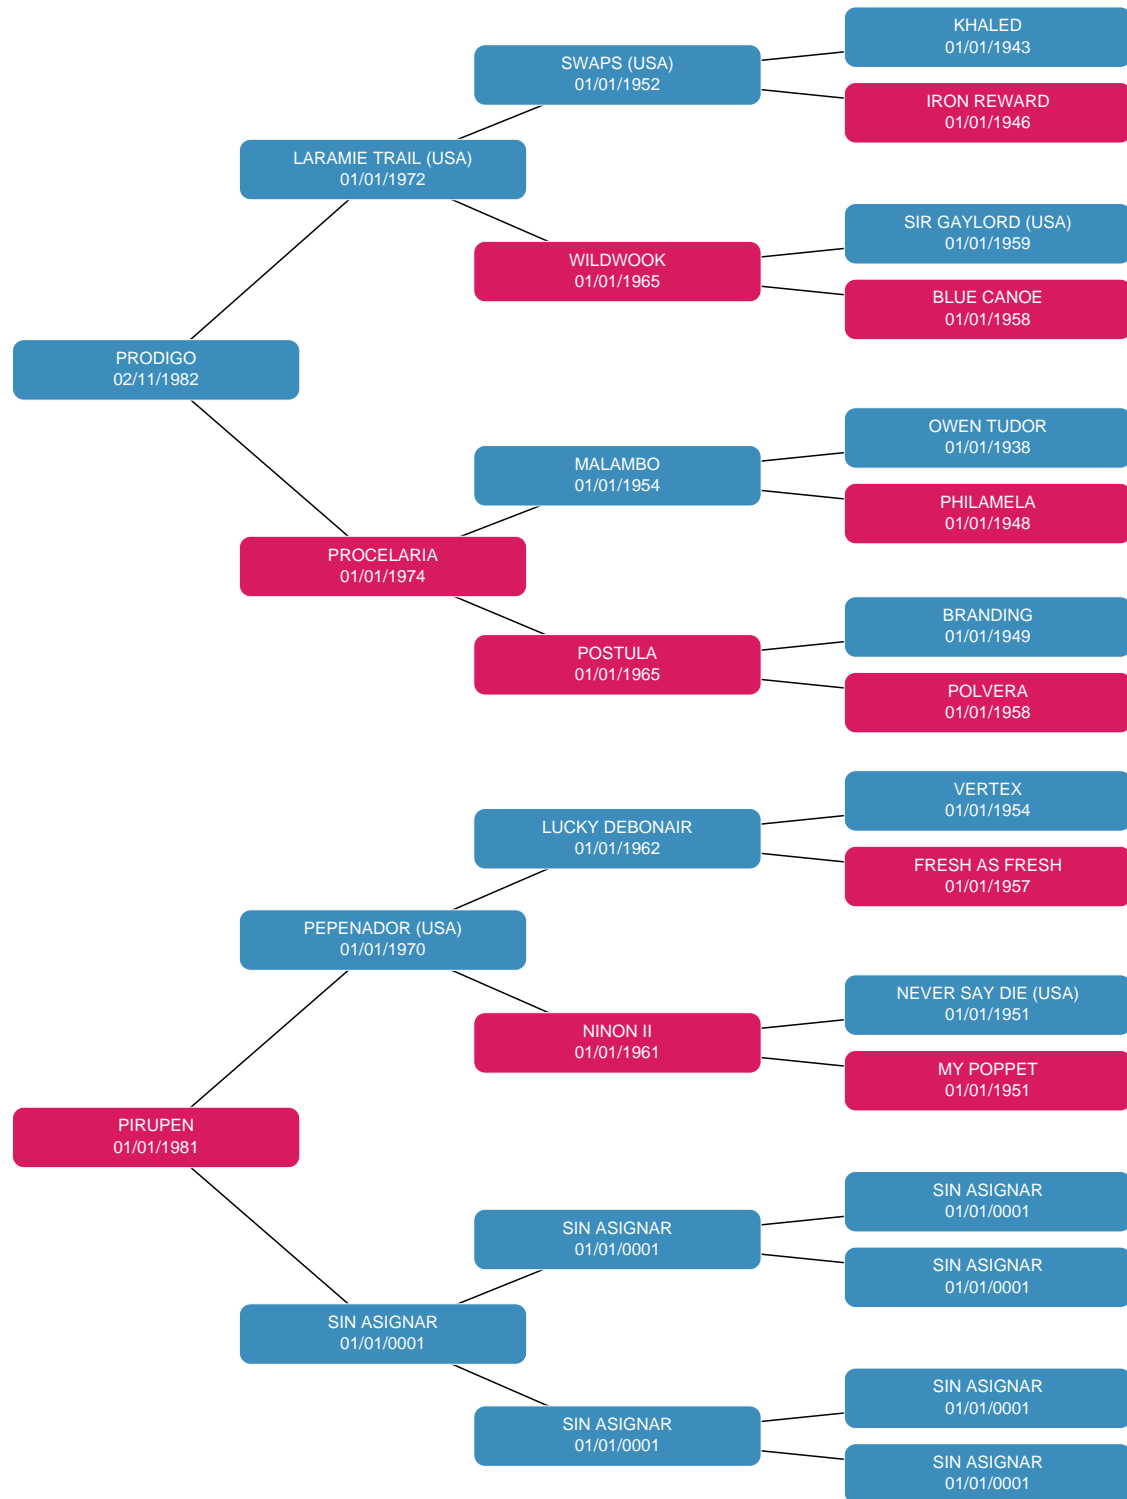 KHALED
01/01/1943
SWAPS (USA)
01/01/1952
IRON REWARD
01/01/1946
LARAMIE TRAIL (USA)
01/01/1972
SIR GAYLORD (USA)
01/01/1959
WILDWOOK
01/01/1965
BLUE CANOE
01/01/1958
PRODIGO
02/11/1982
OWEN TUDOR
01/01/1938
MALAMBO
01/01/1954
PHILAMELA
01/01/1948
PROCELARIA
01/01/1974
BRANDING
01/01/1949
POSTULA
01/01/1965
POLVERA
01/01/1958
VERTEX
01/01/1954
LUCKY DEBONAIR
01/01/1962
FRESH AS FRESH
01/01/1957
PEPENADOR (USA)
01/01/1970
NEVER SAY DIE (USA)
01/01/1951
NINON II
01/01/1961
MY POPPET
01/01/1951
PIRUPEN
01/01/1981
SIN ASIGNAR
01/01/0001
SIN ASIGNAR
01/01/0001
SIN ASIGNAR
01/01/0001
SIN ASIGNAR
01/01/0001
SIN ASIGNAR
01/01/0001
SIN ASIGNAR
01/01/0001
SIN ASIGNAR
01/01/0001